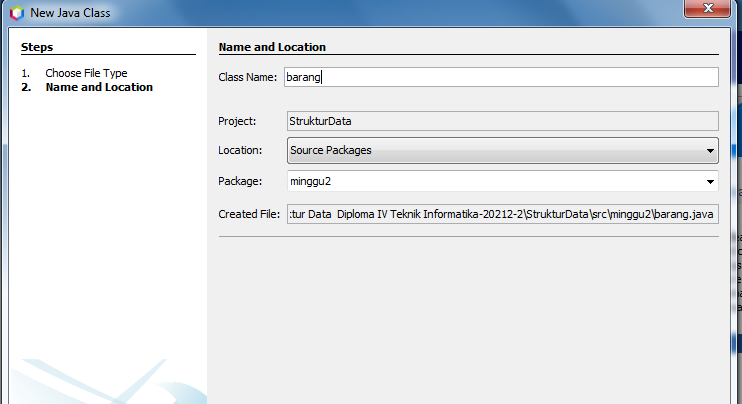 New Java Class
Steps
1. Choose File Type
2. Name and Location
Name and Location
Class Name: barang
Project: StrukturData
Location: Source Packages
Package: minggu2
Created File: :tur Data Diploma IV Teknik Informatika-20212-2\StrukturData\src\minggu2\barang.java